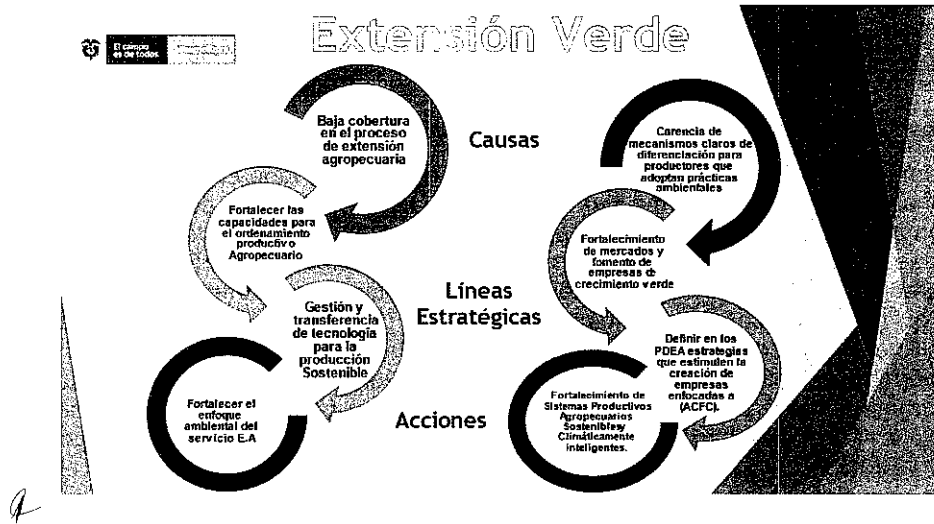 El campo
es de todos
Extensión Verde
Baja cobertura
en el proceso
de extensión
agropecuaria
Fortalecer las
capacidades para
el ordenamiento
productivo
Agropecuario
Gestión y
transferencia
de tecnología
para la
producción
Sostenible
Fortalecer el
enfoque
ambiental del
servicio E.A
Causas
Líneas
Estratégicas
Acciones
Carencia de
mecanismos claros de
diferenciación para
productores que
adoptan prácticas
ambientales
Fortalecimiento
de mercados y
fomento de
empresas de
crecimiento verde
Definir en los
PDEA estrategias
que estimulen la
creación de
empresas
enfocadas a
(ACFC).
Fortalecimiento de
Sistemas Productivos
Agropecuarios
Sosteniblesy
Climáticamente
inteligentes.